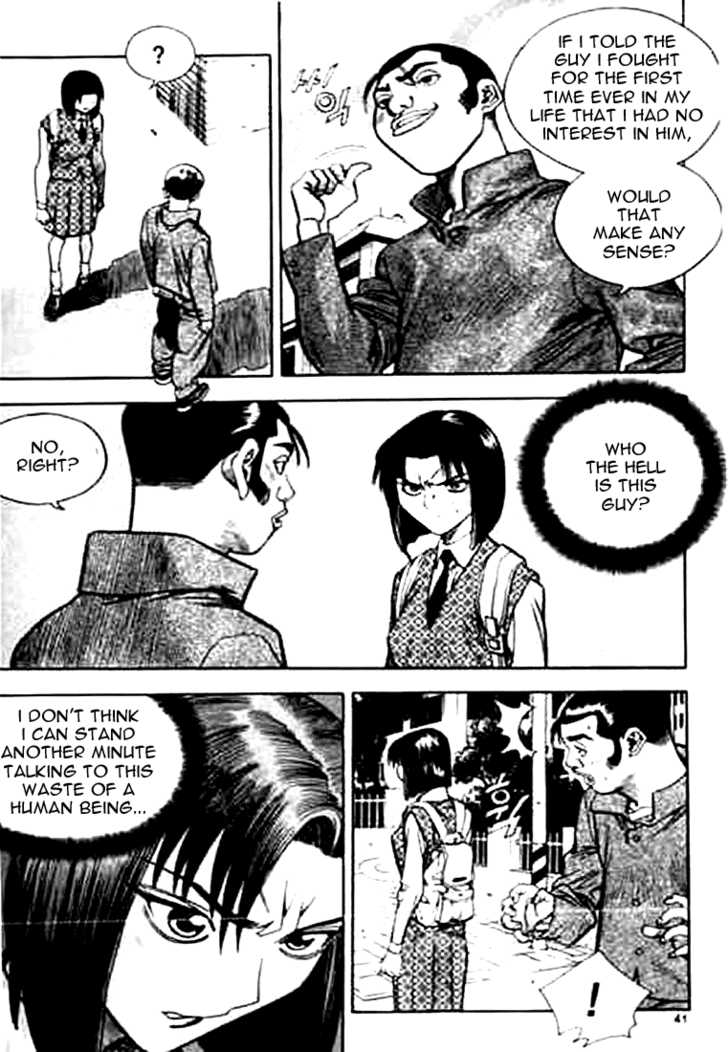 ?
IF I TOLD THE
GUY I FOUGHT
FOR THE FIRST
TIME EVER IN MY
LIFE THAT I HAD NO
INTEREST IN HIM,
WOULD
THAT
MAKE ANY
SENSE?
NO,
RIGHT?
WHO
THE HELL
IS THIS
GUY?
I DON'T THINK
I CAN STAND
ANOTHER MINUTE
TALKING TO THIS
WASTE OF A
HUMAN BEING...
!
41